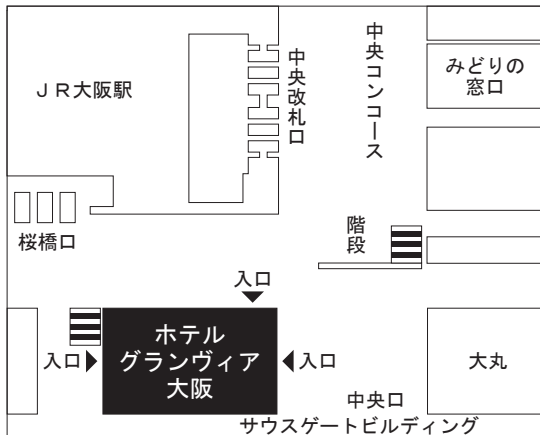 ＪＲ大阪駅
中央改札口
中央コンコース
みどりの
窓口
桜橋口
階段
入口
入口
ホテル
グランヴィア
大阪
入口
大丸
中央口
サウスゲートビルディング